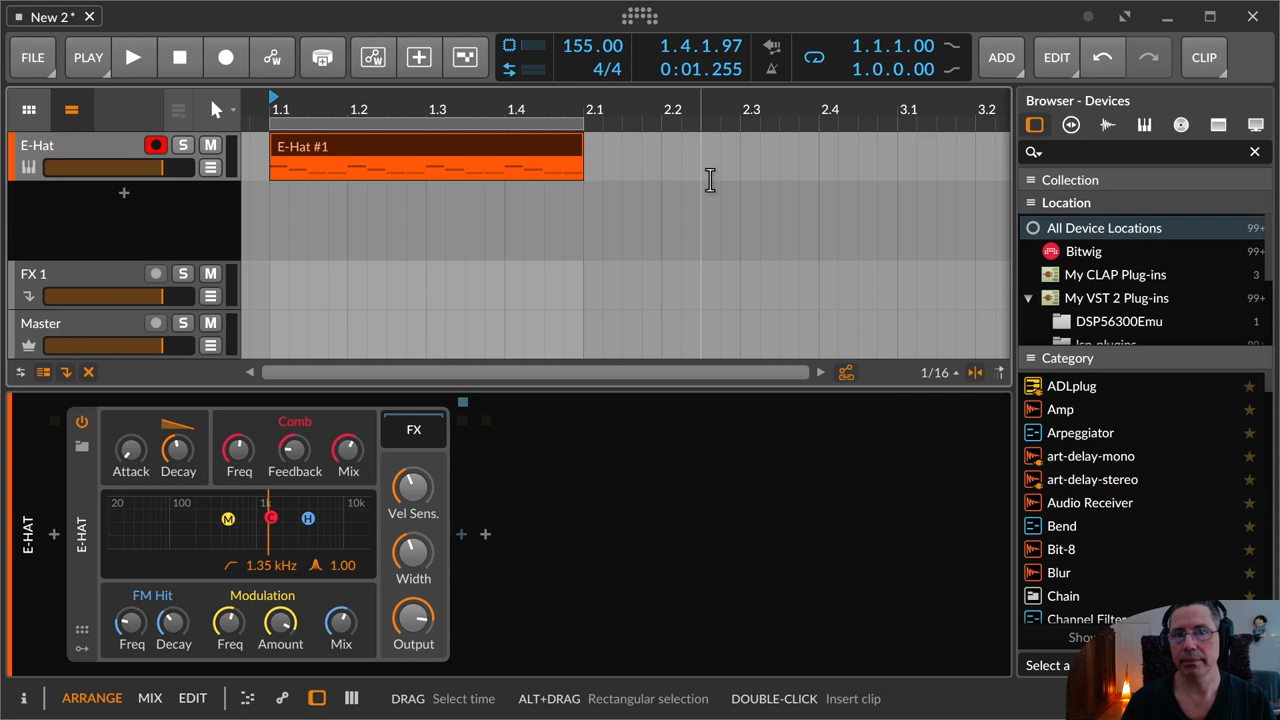 New 2*
FILE
PLAY
155.00
4/4
1.4.1.97
0:01.255
1.1.1.00
1.0.0.00
ADD
EDIT
CLIP
1.1
1.2
1.3
1.4
2.1
2.2
2.3
2.4
3.1
3.2
E-Hat
S
M
E-Hat #1
FX 1
S
M
Master
S
M
1/16
Browser - Devices
Collection
Location
All Device Locations 99+
Bitwig 99+
My CLAP Plug-ins 3
My VST 2 Plug-ins 99+
DSP56300Emu 1
Category
ADLplug
Amp
Arpeggiator
art-delay-mono
art-delay-stereo
Audio Receiver
Bend
Bit-8
Blur
Chain
Channel Filter
Select a
E-HAT
E-HAT
Attack
Decay
Comb
Freq
Feedback
Mix
20
100
1k
10k
M
C
H
1.35 kHz
1.00
FM Hit
Modulation
Freq
Decay
Freq
Amount
Mix
FX
Vel Sens.
Width
Output
i
ARRANGE
MIX
EDIT
DRAG Select time
ALT+DRAG Rectangular selection
DOUBLE-CLICK Insert clip